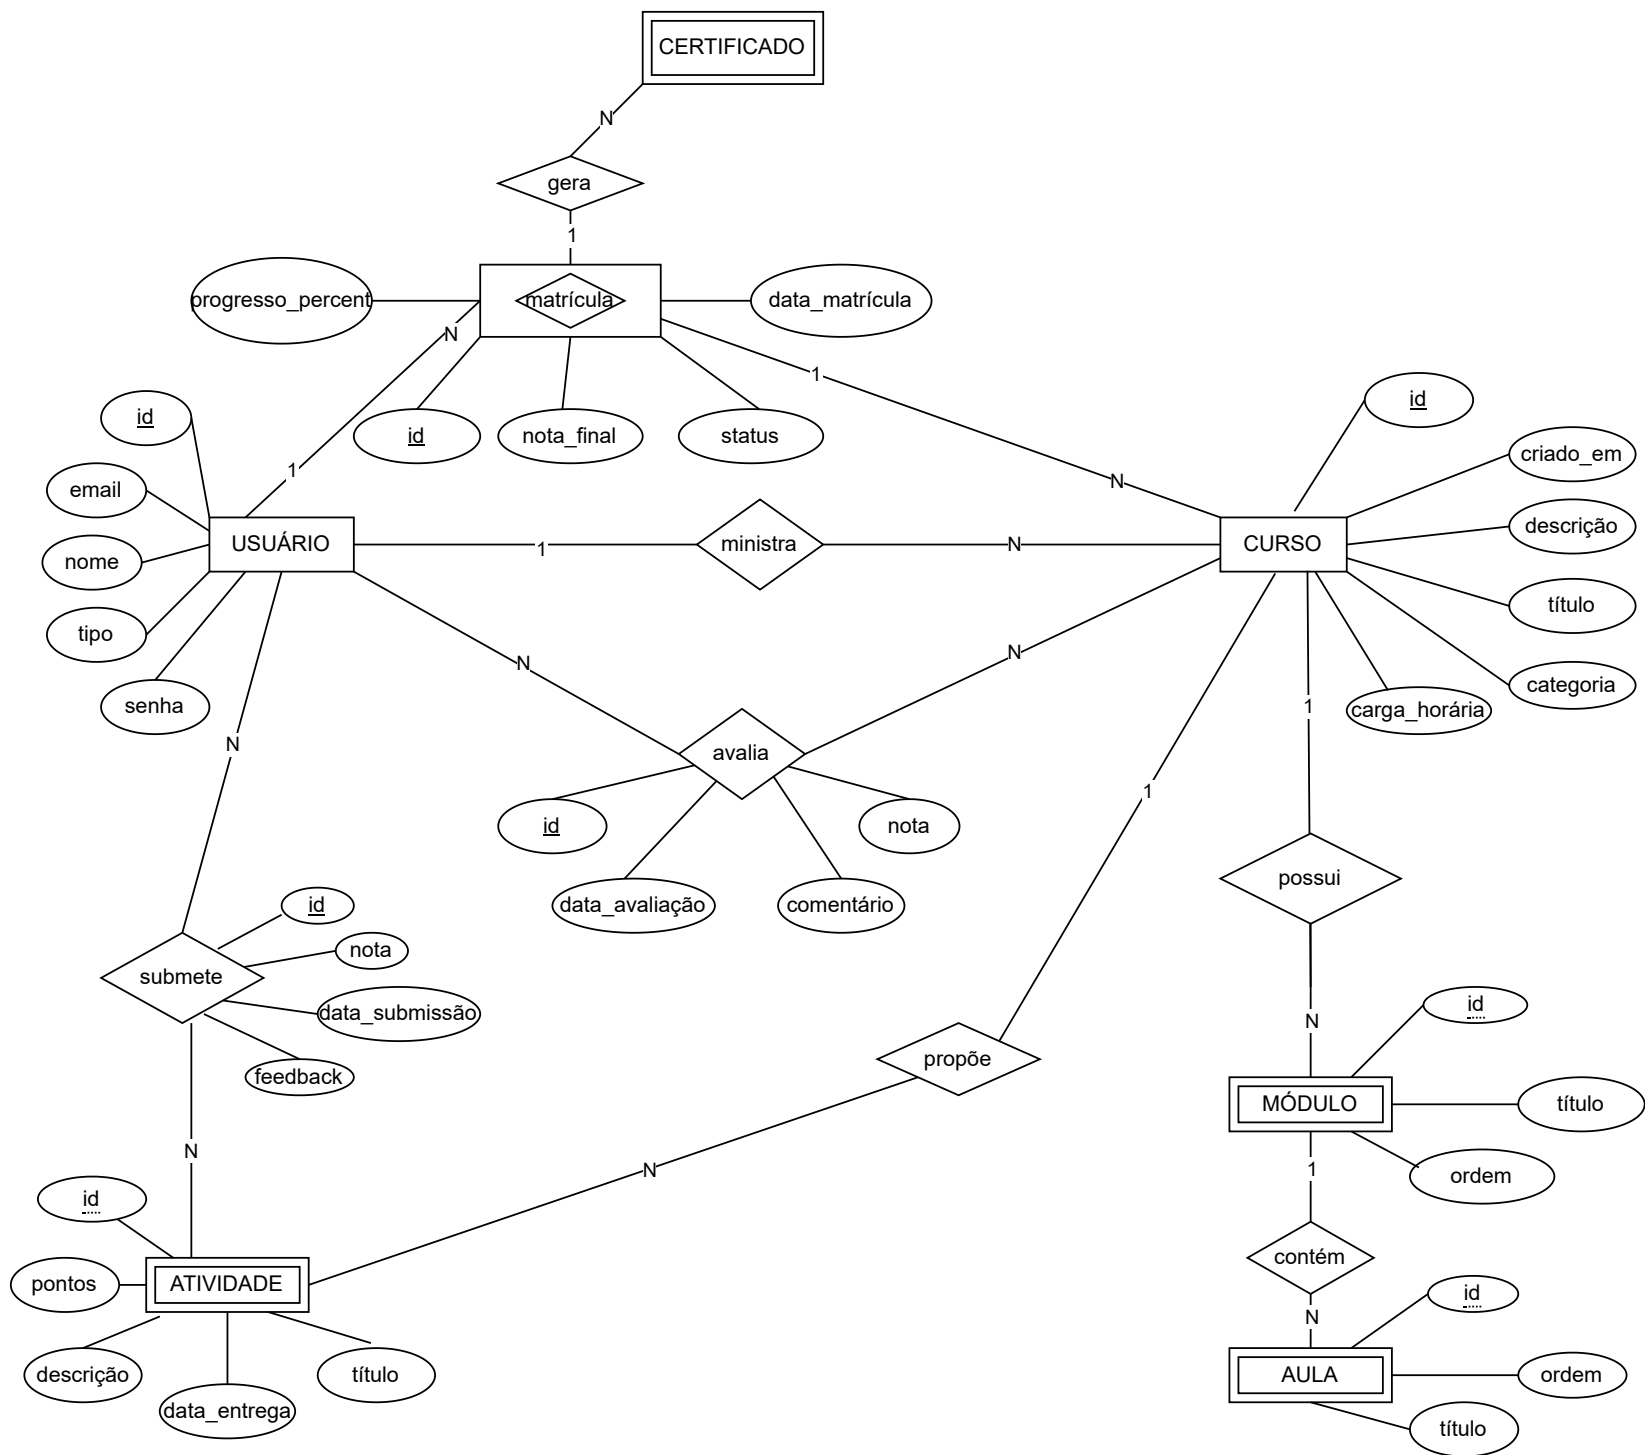 CERTIFICADO
N
gera
1
progresso_percent
matrícula
data_matrícula
N
1
id
nota_final
status
id
id
email
nome
tipo
senha
1
USUÁRIO
1
ministra
N
N
CURSO
criado_em
descrição
título
categoria
carga_horária
N
N
N
avalia
id
nota
data_avaliação
comentário
1
1
possui
submete
id
nota
data_submissão
feedback
N
propõe
N
N
id
título
MÓDULO
ordem
1
contém
N
id
pontos
ATIVIDADE
descrição
data_entrega
título
id
AULA
ordem
título